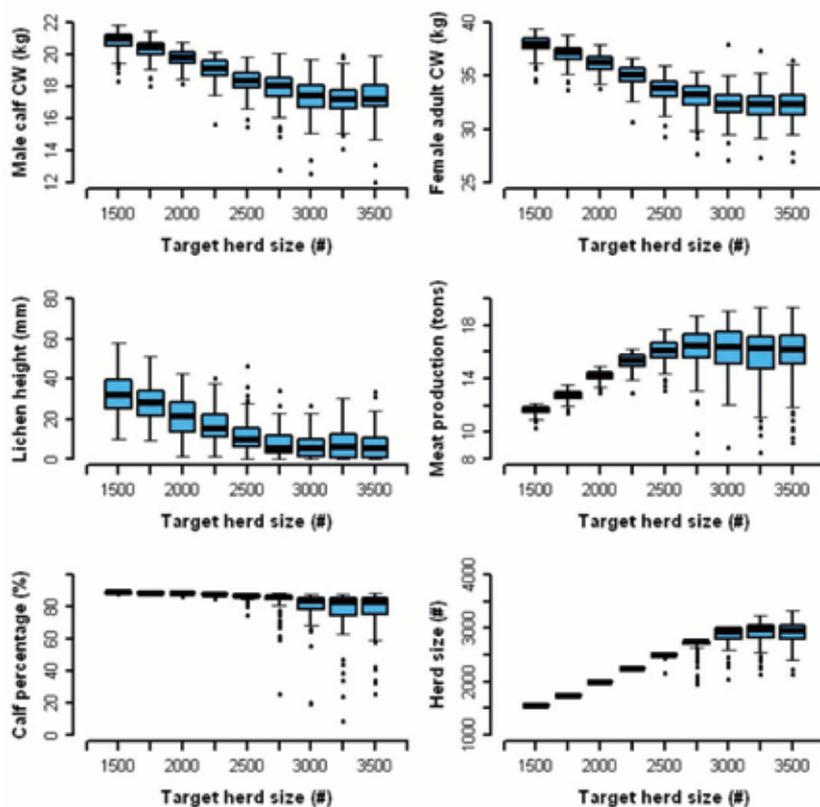 Male calf CW (kg)
12 14 16 18 20 22
1500 2000 2500 3000 3500
Target herd size (#)
Female adult CW (kg)
25 30 35 40
1500 2000 2500 3000 3500
Target herd size (#)
Lichen height (mm)
0 20 40 60 80
1500 2000 2500 3000 3500
Target herd size (#)
Meat production (tons)
8 10 14 18
1500 2000 2500 3000 3500
Target herd size (#)
Calf percentage (%)
0 20 40 60 80
1500 2000 2500 3000 3500
Target herd size (#)
Herd size (#)
1000 2000 3000 4000
1500 2000 2500 3000 3500
Target herd size (#)